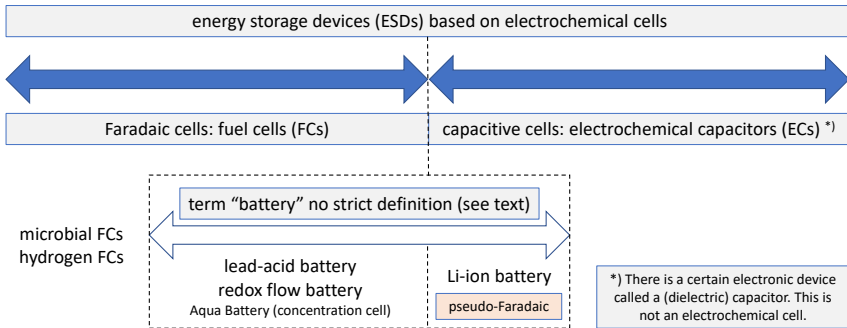 energy storage devices (ESDs) based on electrochemical cells
Faradaic cells: fuel cells (FCs)
capacitive cells: electrochemical capacitors (ECs) *)
term “battery” no strict definition (see text)
microbial FCs
hydrogen FCs
lead-acid battery
redox flow battery
Aqua Battery (concentration cell)
Li-ion battery
pseudo-Faradaic
*) There is a certain electronic device
called a (dielectric) capacitor. This is
not an electrochemical cell.